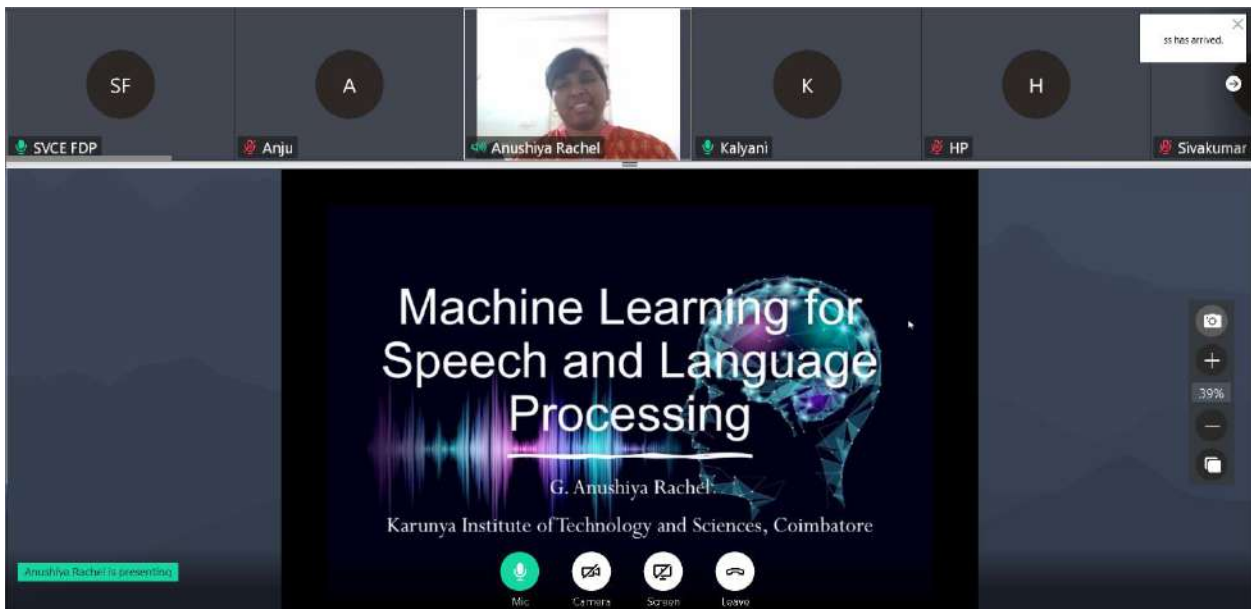 ss has arrived.
SF
A
K
H
SVCE FDP
Anju
Anushiya Rachel
Kalyani
HP
Sivakumar
Machine Learning for
Speech and Language
Processing
G. Anushiya Rachel
Karunya Institute of Technology and Sciences, Coimbatore
39%
Anushiya Rachel is presenting
Mic
Camera
Screen
Leave